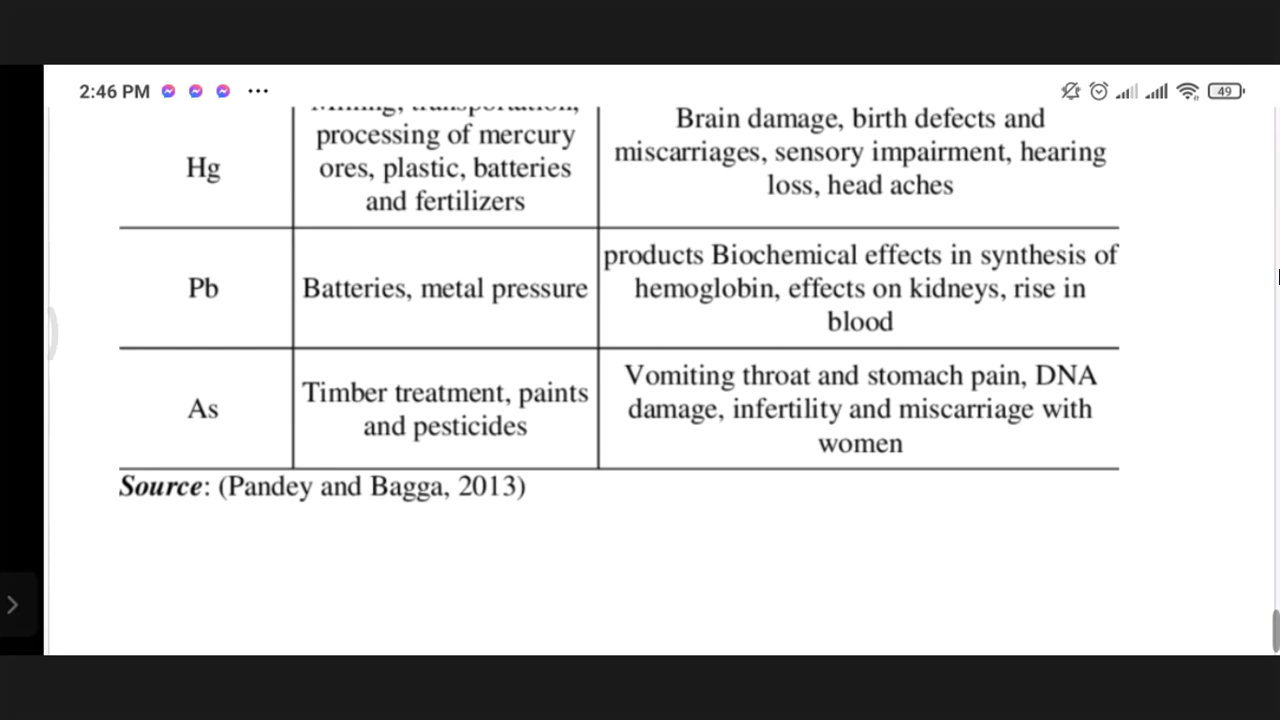 2:46 PM
49
processing of mercury
ores, plastic, batteries
and fertilizers
Hg
Brain damage, birth defects and
miscarriages, sensory impairment, hearing
loss, head aches
Pb
Batteries, metal pressure
products Biochemical effects in synthesis of
hemoglobin, effects on kidneys, rise in
blood
As
Timber treatment, paints
and pesticides
Vomiting throat and stomach pain, DNA
damage, infertility and miscarriage with
women
Source: (Pandey and Bagga, 2013)